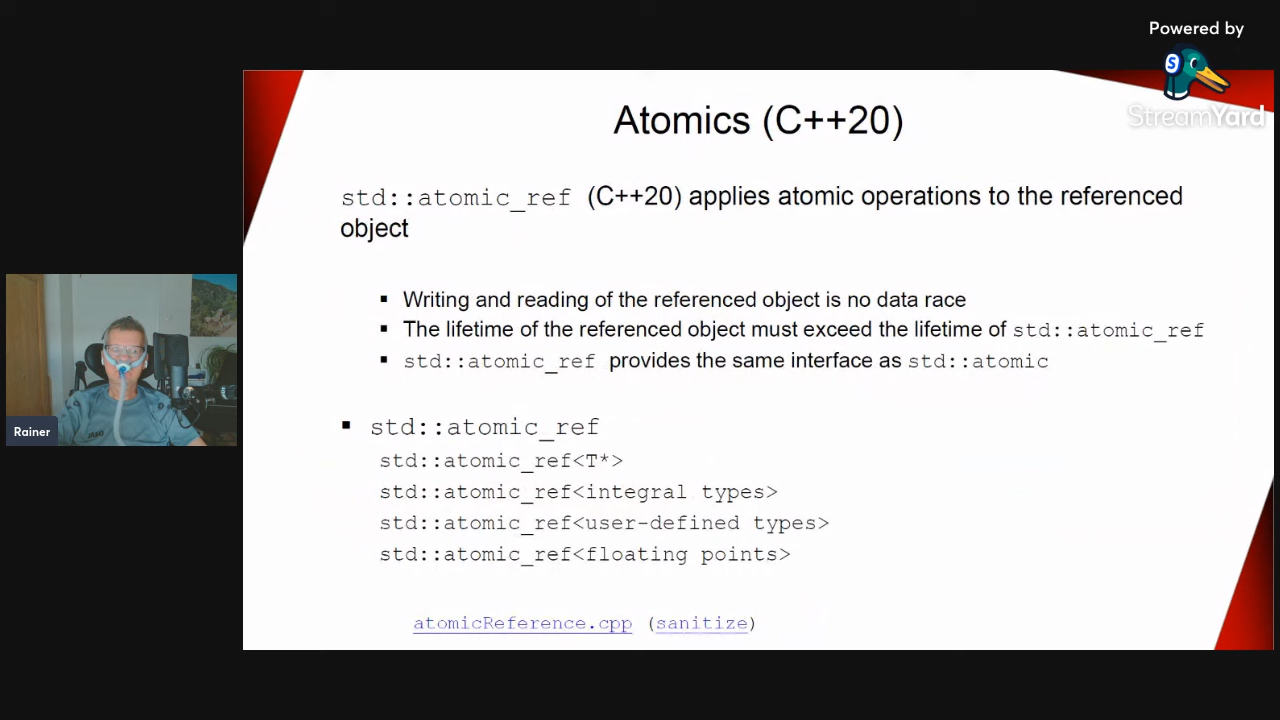 Powered by
StreamYard
Atomics (C++20)
std::atomic_ref (C++20) applies atomic operations to the referenced
object
▪ Writing and reading of the referenced object is no data race
▪ The lifetime of the referenced object must exceed the lifetime of std::atomic_ref
▪ std::atomic_ref provides the same interface as std::atomic
▪ std::atomic_ref
std::atomic_ref<T*>
std::atomic_ref<integral types>
std::atomic_ref<user-defined types>
std::atomic_ref<floating points>
atomicReference.cpp (sanitize)
Rainer
JAKO
S